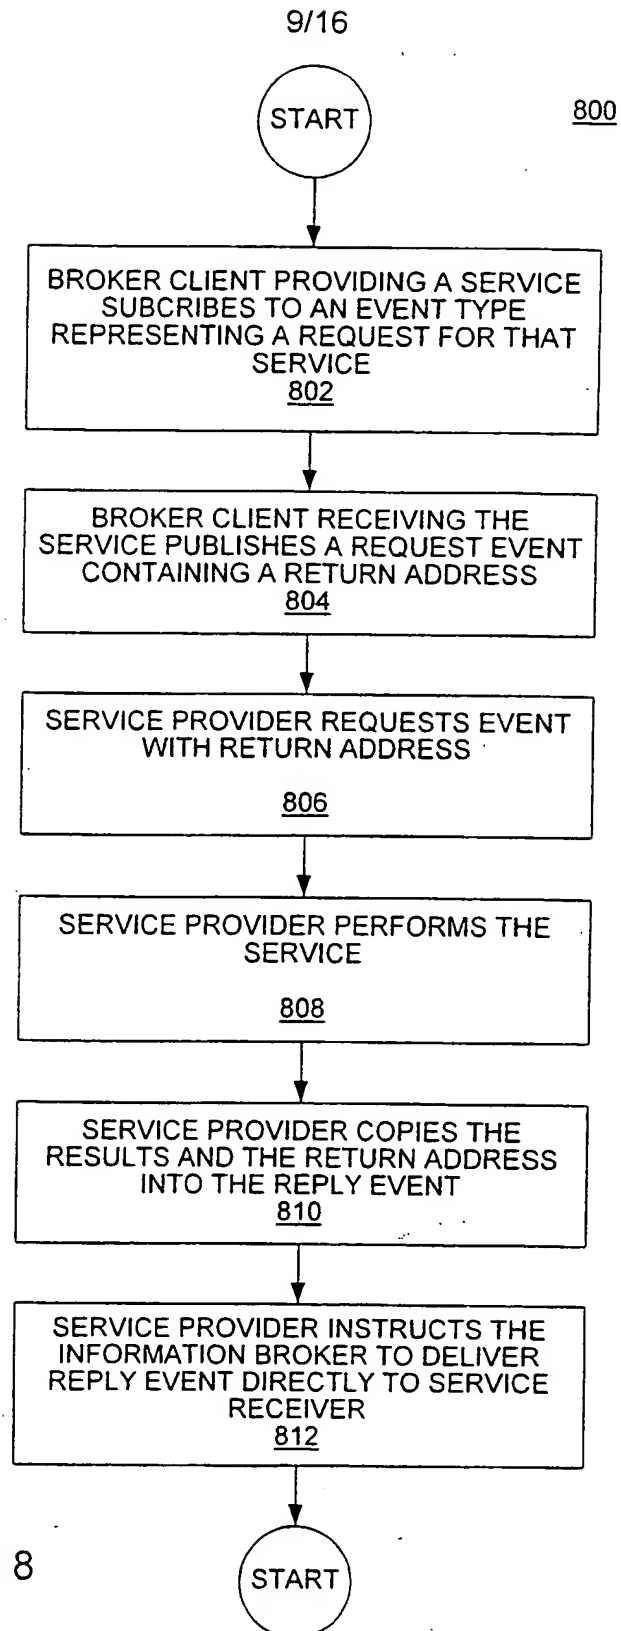 9/16
START
800
BROKER CLIENT PROVIDING A SERVICE
SUBCRIBES TO AN EVENT TYPE
REPRESENTING A REQUEST FOR THAT
SERVICE
802
BROKER CLIENT RECEIVING THE
SERVICE PUBLISHES A REQUEST EVENT
CONTAINING A RETURN ADDRESS
804
SERVICE PROVIDER REQUESTS EVENT
WITH RETURN ADDRESS
806
SERVICE PROVIDER PERFORMS THE
SERVICE
808
SERVICE PROVIDER COPIES THE
RESULTS AND THE RETURN ADDRESS
INTO THE REPLY EVENT
810
SERVICE PROVIDER INSTRUCTS THE
INFORMATION BROKER TO DELIVER
REPLY EVENT DIRECTLY TO SERVICE
RECEIVER
812
8
START